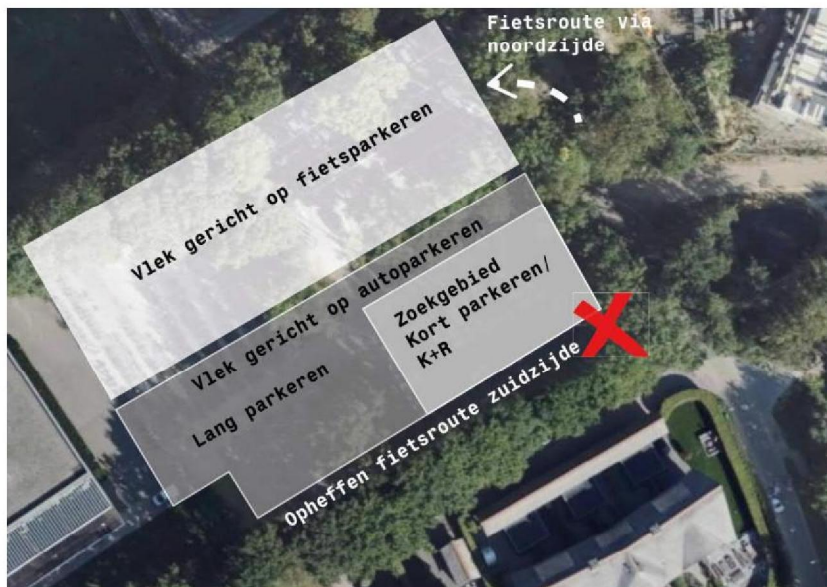 Fietsroute via
noordzijde
Vlek gericht op fietsparkeren
Vlek gericht op autoparkeren
Zoekgebied
Kort parkeren/
K+R
Lang parkeren
Opheffen fietsroute zuidzijde